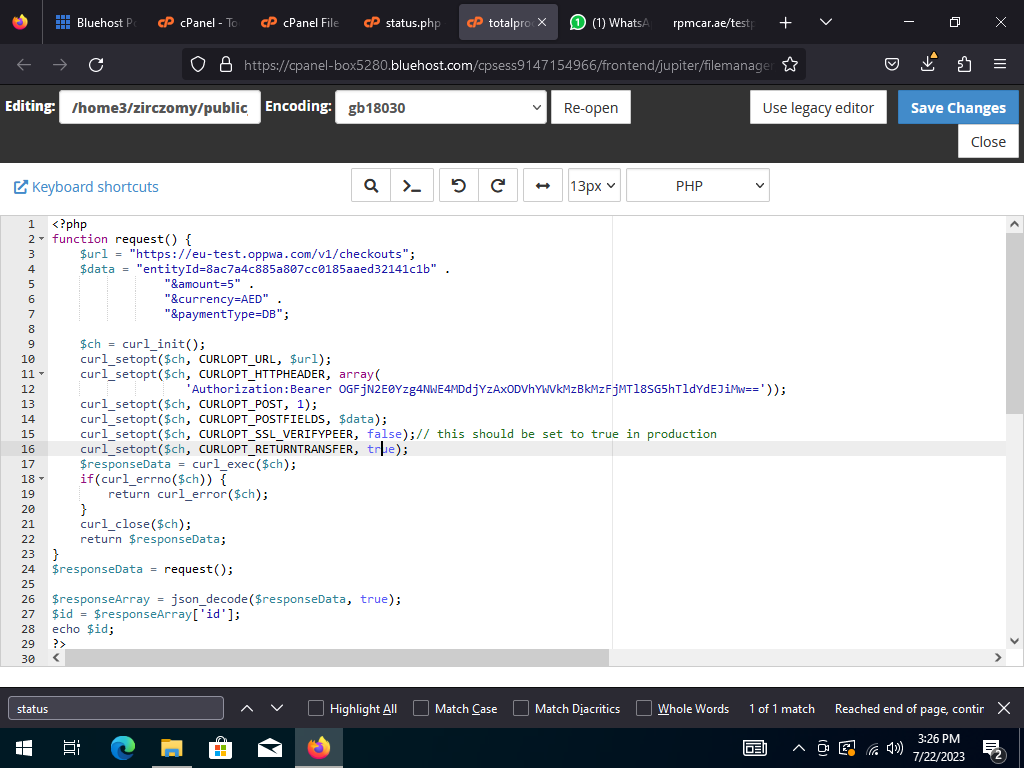 Bluehost P
cPanel - To
cPanel File
status.php
totalpro
(1) WhatsA
rpmcar.ae/testp
https://cpanel-box5280.bluehost.com/cpsess9147154966/frontend/jupiter/filemanager
Editing: /home3/zirczomy/public_ Encoding: gb18030 Re-open Use legacy editor Save Changes
Close
Keyboard shortcuts 13px PHP
1 <?php
2 function request() {
3 $url = "https://eu-test.oppwa.com/v1/checkouts";
4 $data = "entityId=8ac7a4c885a807cc0185aaed32141c1b" .
5 "&amount=5" .
6 "&currency=AED" .
7 "&paymentType=DB";
8
9 $ch = curl_init();
10 curl_setopt($ch, CURLOPT_URL, $url);
11 curl_setopt($ch, CURLOPT_HTTPHEADER, array(
12 'Authorization:Bearer OGFjN2E0Yzg4NWE4MDdjYzAxODVhYWVkMzBkMzFjMTl8SG5hTldYdEJiMw=='));
13 curl_setopt($ch, CURLOPT_POST, 1);
14 curl_setopt($ch, CURLOPT_POSTFIELDS, $data);
15 curl_setopt($ch, CURLOPT_SSL_VERIFYPEER, false);// this should be set to true in production
16 curl_setopt($ch, CURLOPT_RETURNTRANSFER, true);
17 $responseData = curl_exec($ch);
18 if(curl_errno($ch)) {
19 return curl_error($ch);
20 }
21 curl_close($ch);
22 return $responseData;
23 }
24 $responseData = request();
25
26 $responseArray = json_decode($responseData, true);
27 $id = $responseArray['id'];
28 echo $id;
29 ?>
30
status Highlight All Match Case Match Diacritics Whole Words 1 of 1 match Reached end of page, contin
3:26 PM
7/22/2023
2